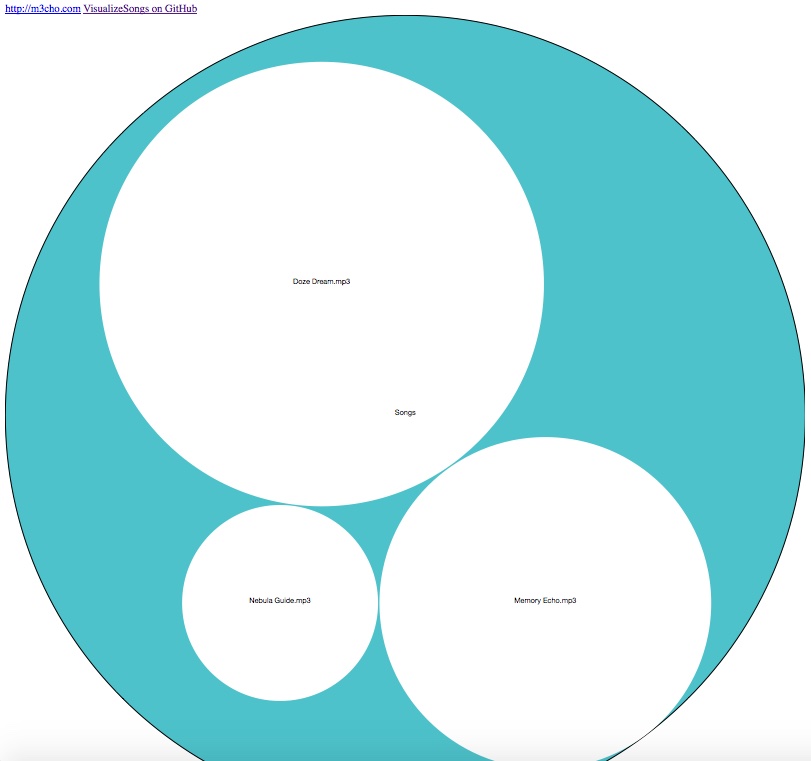 http://m3cho.com VisualizeSongs on GitHub
Doze Dream.mp3
Songs
Nebula Guide.mp3
Memory Echo.mp3